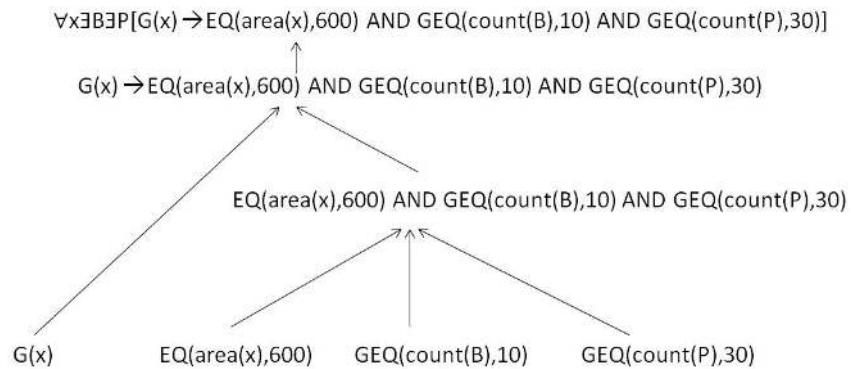 ∀x∃B∃P[G(x) →EQ(area(x),600) AND GEQ(count(B),10) AND GEQ(count(P),30)]
G(x) →EQ(area(x),600) AND GEQ(count(B),10) AND GEQ(count(P),30)
EQ(area(x),600) AND GEQ(count(B),10) AND GEQ(count(P),30)
G(x) EQ(area(x),600) GEQ(count(B),10) GEQ(count(P),30)